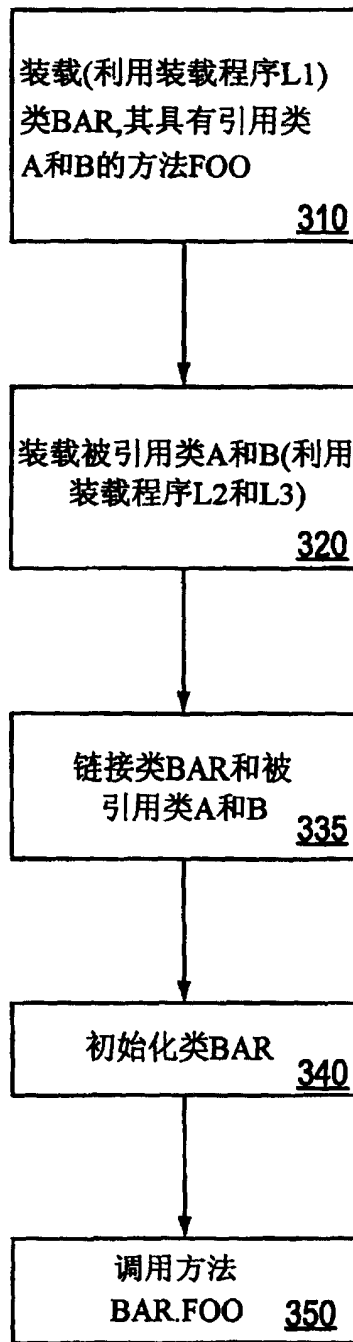 装载(利用装载程序L1)
类BAR,其具有引用类
A和B的方法FOO
310
装载被引用类A和B(利用
装载程序L2和L3)
320
链接类BAR和被
引用类A和B
335
初始化类BAR
340
调用方法
BAR.FOO
350